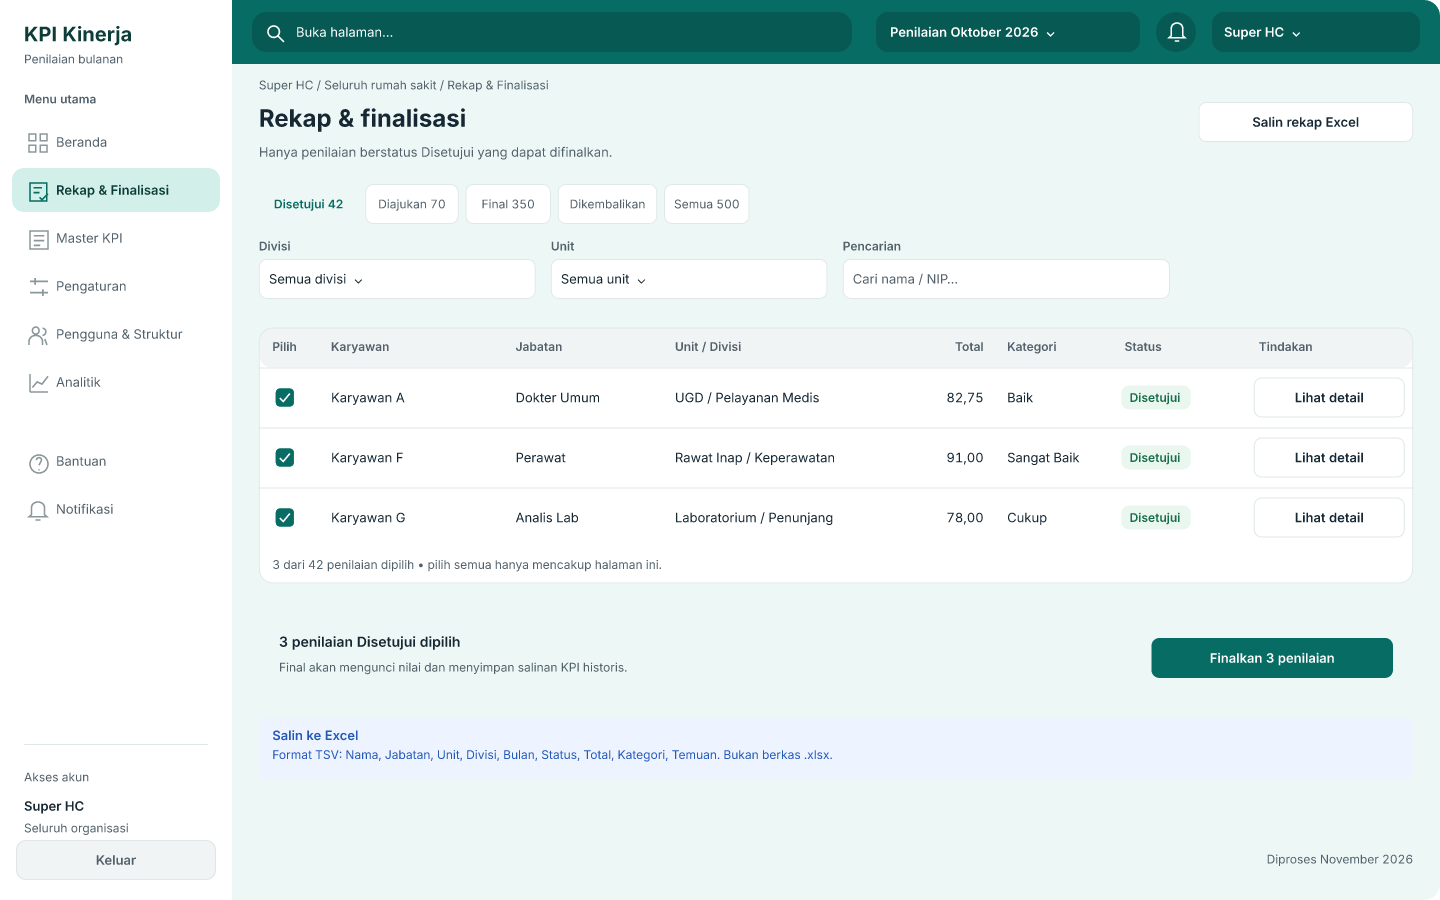 KPI Kinerja
Penilaian bulanan
Menu utama
Beranda
Rekap & Finalisasi
Master KPI
Pengaturan
Pengguna & Struktur
Analitik
Bantuan
Notifikasi
Akses akun
Super HC
Seluruh organisasi
Keluar
Buka halaman...
Penilaian Oktober 2026
Super HC
Super HC / Seluruh rumah sakit / Rekap & Finalisasi
Rekap & finalisasi
Hanya penilaian berstatus Disetujui yang dapat difinalkan.
Salin rekap Excel
Disetujui 42 Diajukan 70 Final 350 Dikembalikan Semua 500
Divisi Unit Pencarian
Semua divisi Semua unit Cari nama / NIP...
Pilih Karyawan Jabatan Unit / Divisi Total Kategori Status Tindakan
Karyawan A Dokter Umum UGD / Pelayanan Medis 82,75 Baik Disetujui Lihat detail
Karyawan F Perawat Rawat Inap / Keperawatan 91,00 Sangat Baik Disetujui Lihat detail
Karyawan G Analis Lab Laboratorium / Penunjang 78,00 Cukup Disetujui Lihat detail
3 dari 42 penilaian dipilih • pilih semua hanya mencakup halaman ini.
3 penilaian Disetujui dipilih
Final akan mengunci nilai dan menyimpan salinan KPI historis.
Finalkan 3 penilaian
Salin ke Excel
Format TSV: Nama, Jabatan, Unit, Divisi, Bulan, Status, Total, Kategori, Temuan. Bukan berkas .xlsx.
Diproses November 2026